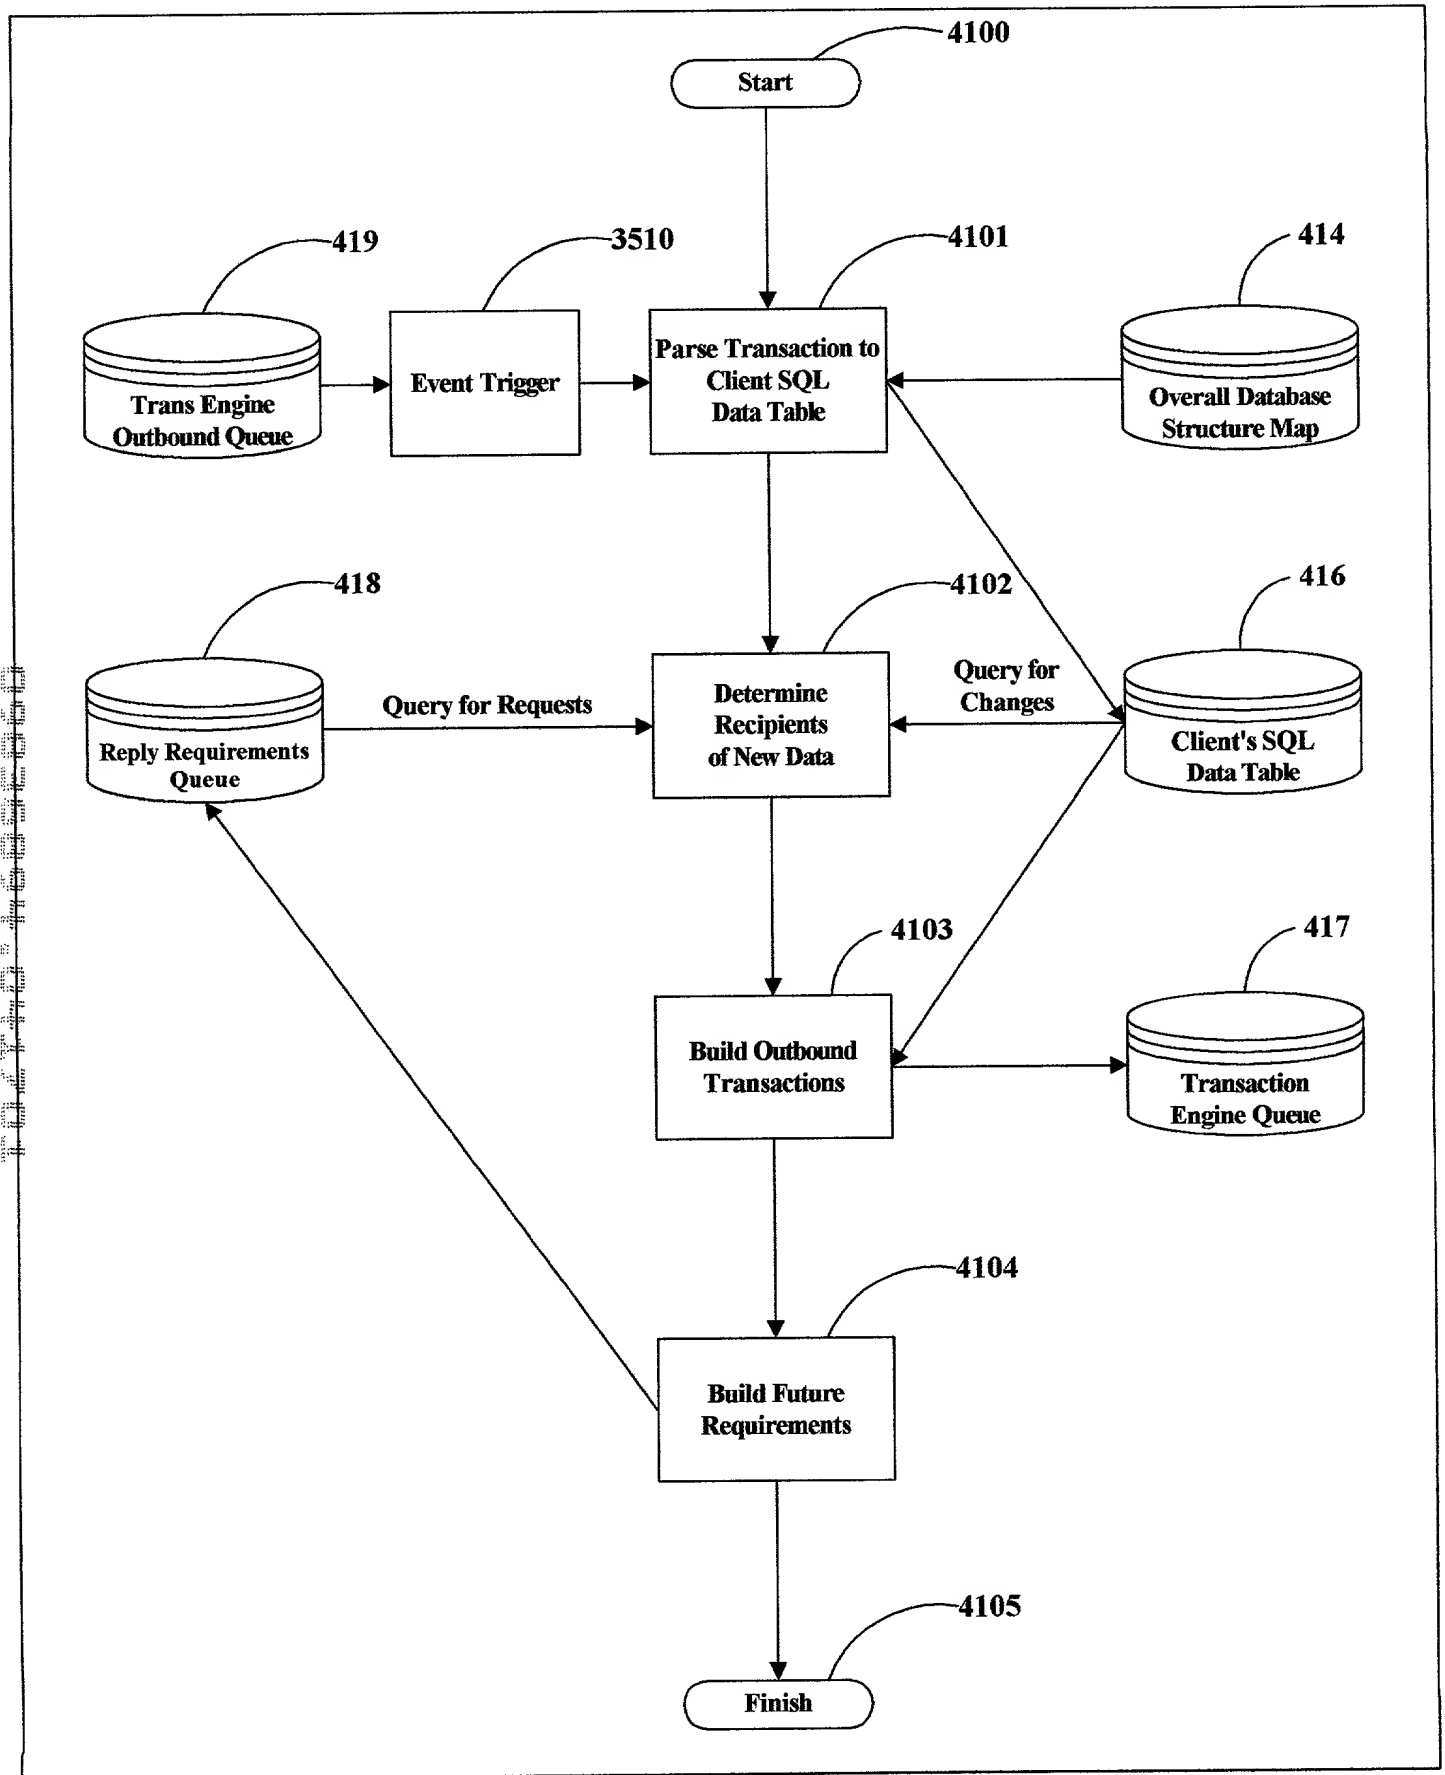 4100
Start
419
3510
4101
414
Trans Engine
Outbound Queue
Event Trigger
Parse Transaction to
Client SQL
Data Table
Overall Database
Structure Map
418
4102
416
Reply Requirements
Queue
Query for Requests
Determine
Recipients
of New Data
Query for
Changes
Client's SQL
Data Table
4103
417
Build Outbound
Transactions
Transaction
Engine Queue
4104
Build Future
Requirements
4105
Finish